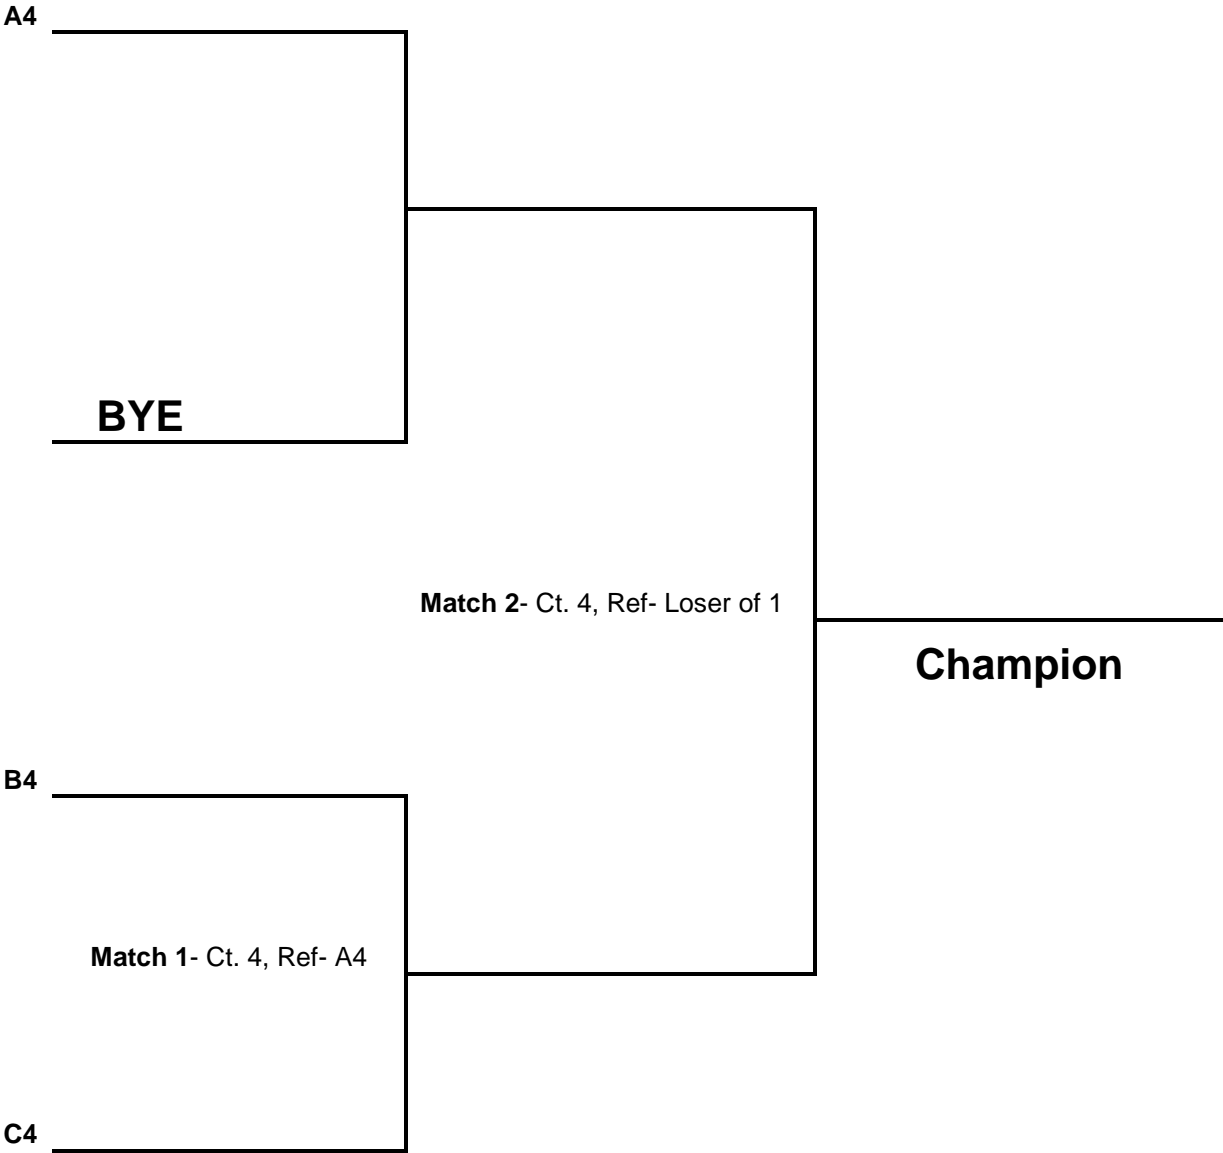 A4
BYE
Match 2- Ct. 4, Ref- Loser of 1
Champion
B4
Match 1- Ct. 4, Ref- A4
C4